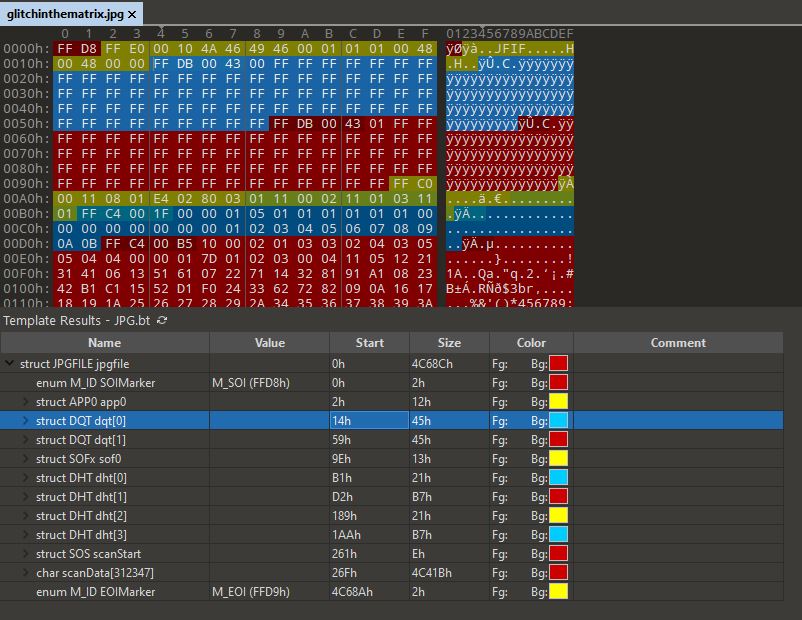 glitchinthematrix.jpg ×
0 1 2 3 4 5 6 7 8 9 A B C D E F 0123456789ABCDEF
0000h: FF D8 FF E0 00 10 4A 46 49 46 00 01 01 01 00 48 ÿØÿà..JFIF.....H
0010h: 00 48 00 00 FF DB 00 43 00 FF FF FF FF FF FF FF .H..ÿÛ.C.ÿÿÿÿÿÿÿ
0020h: FF FF FF FF FF FF FF FF FF FF FF FF FF FF FF FF ÿÿÿÿÿÿÿÿÿÿÿÿÿÿÿÿ
0030h: FF FF FF FF FF FF FF FF FF FF FF FF FF FF FF FF ÿÿÿÿÿÿÿÿÿÿÿÿÿÿÿÿ
0040h: FF FF FF FF FF FF FF FF FF FF FF FF FF FF FF FF ÿÿÿÿÿÿÿÿÿÿÿÿÿÿÿÿ
0050h: FF FF FF FF FF FF FF FF FF FF DB 00 43 01 FF FF ÿÿÿÿÿÿÿÿÿÿÛ.C.ÿÿ
0060h: FF FF FF FF FF FF FF FF FF FF FF FF FF FF FF FF ÿÿÿÿÿÿÿÿÿÿÿÿÿÿÿÿ
0070h: FF FF FF FF FF FF FF FF FF FF FF FF FF FF FF FF ÿÿÿÿÿÿÿÿÿÿÿÿÿÿÿÿ
0080h: FF FF FF FF FF FF FF FF FF FF FF FF FF FF FF FF ÿÿÿÿÿÿÿÿÿÿÿÿÿÿÿÿ
0090h: FF FF FF FF FF FF FF FF FF FF FF FF FF FF FF C0 ÿÿÿÿÿÿÿÿÿÿÿÿÿÿÿÀ
00A0h: 00 11 08 01 E4 02 80 03 01 11 00 02 11 01 03 11 ....ä.€.........
00B0h: 01 FF C4 00 1F 00 00 01 05 01 01 01 01 01 01 00 .ÿÄ.............
00C0h: 00 00 00 00 00 00 00 01 02 03 04 05 06 07 08 09 ................
00D0h: 0A 0B FF C4 00 B5 10 00 02 01 03 03 02 04 03 05 ..ÿÄ.µ..........
00E0h: 05 04 04 00 00 01 7D 01 02 03 00 04 11 05 12 21 ......}........!
00F0h: 31 41 06 13 51 61 07 22 71 14 32 81 91 A1 08 23 1A..Qa."q.2.‘¡.#
0100h: 42 B1 C1 15 52 D1 F0 24 33 62 72 82 09 0A 16 17 B±Á.RÑð$3br‚....
0110h: 18 19 1A 25 26 27 28 29 2A 34 35 36 37 38 39 3A ...%&'()*456789:
Template Results - JPG.bt
Name Value Start Size Color Comment
struct JPGFILE jpgfile 0h 4C68Ch Fg: Bg:
enum M_ID SOIMarker M_SOI (FFD8h) 0h 2h Fg: Bg:
struct APP0 app0 2h 12h Fg: Bg:
struct DQT dqt[0] 14h 45h Fg: Bg:
struct DQT dqt[1] 59h 45h Fg: Bg:
struct SOFx sof0 9Eh 13h Fg: Bg:
struct DHT dht[0] B1h 21h Fg: Bg:
struct DHT dht[1] D2h B7h Fg: Bg:
struct DHT dht[2] 189h 21h Fg: Bg:
struct DHT dht[3] 1AAh B7h Fg: Bg:
struct SOS scanStart 261h Eh Fg: Bg:
char scanData[312347] 26Fh 4C41Bh Fg: Bg:
enum M_ID EOIMarker M_EOI (FFD9h) 4C68Ah 2h Fg: Bg: